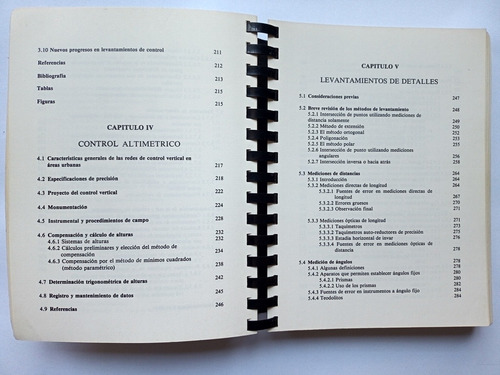 3.10 Nuevos progresos en levantamientos de control 211
Referencias 212
Bibliografía 213
Tablas 215
Figuras 215
CAPITULO IV
CONTROL ALTIMETRICO
4.1 Características generales de las redes de control vertical en
áreas urbanas 217
4.2 Especificaciones de precisión 218
4.3 Proyecto del control vertical 222
4.4 Monumentación 224
4.5 Instrumental y procedimientos de campo 228
4.6 Compensación y cálculo de alturas 232
4.6.1 Sistemas de alturas 232
4.6.2 Cálculos preliminares y elección del método de
compensación
4.6.3 Compensación por el método de mínimos cuadrados
(método paramétrico)
4.7 Determinación trigonométrica de alturas 242
4.8 Registro y mantenimiento de datos 245
4.9 Referencias 246
CAPITULO V
LEVANTAMIENTOS DE DETALLES
5.1 Consideraciones previas 247
5.2 Breve revisión de los métodos de levantamiento 248
5.2.1 Intersección de puntos utilizando mediciones de
distancia solamente 249
5.2.2 Método de extensión 250
5.2.3 El método ortogonal 252
5.2.4 Poligonación 253
5.2.5 El método polar 255
5.2.6 Intersección de puntos utilizando mediciones
angulares 256
5.2.7 Intersección inversa o hacia atrás 258
5.3 Mediciones de distancias 264
5.3.1 Introducción 264
5.3.2 Mediciones directas de longitud 264
5.3.2.1 Fuentes de error en mediciones directas de
longitud 267
5.3.2.2 Errores gruesos 270
5.3.2.3 Observación final 271
5.3.3 Mediciones ópticas de longitud 271
5.3.3.1 Taquímetros 273
5.3.3.2 Taquímetros auto-reductores de precisión
5.3.3.3 Estadia horizontal de invar
5.3.3.4 Fuentes de error en mediciones ópticas de
distancia
5.4 Medición de ángulos 278
5.4.1 Algunas definiciones 278
5.4.2 Aparatos que permiten establecer ángulos fijos 280
5.4.2.1 Prismas 280
5.4.2.2 Uso de los prismas 282
5.4.3 Fuentes de error en instrumentos a ángulo fijo 284
5.4.4 Teodolitos 284